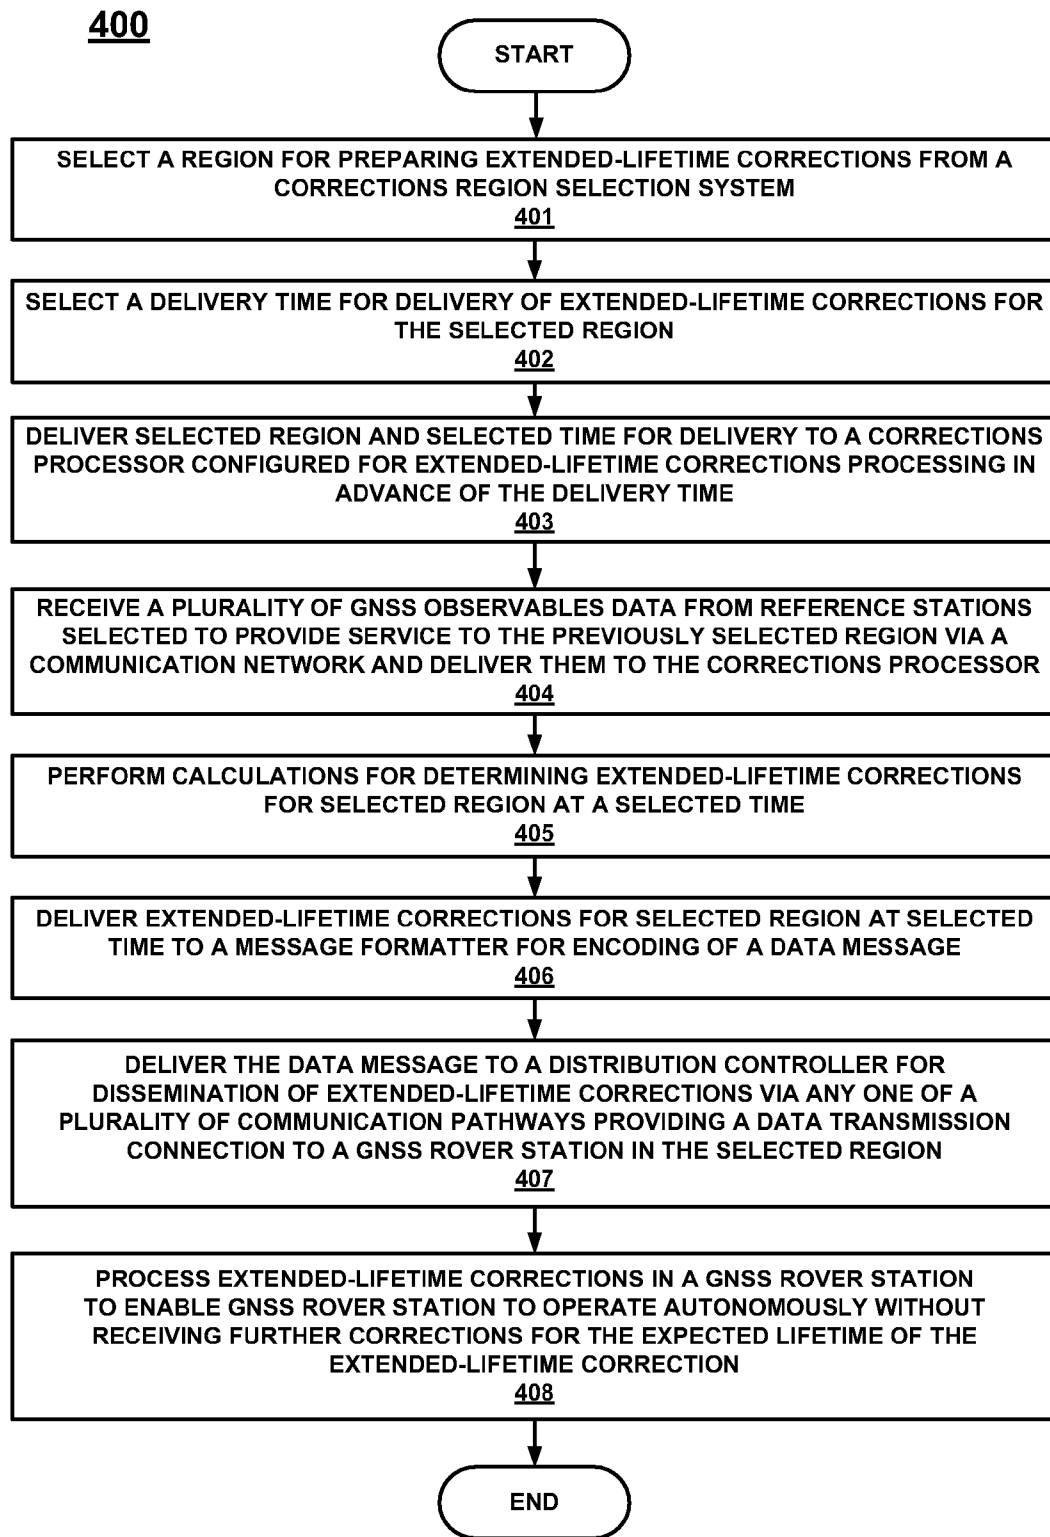 400
START
SELECT A REGION FOR PREPARING EXTENDED-LIFETIME CORRECTIONS FROM A
CORRECTIONS REGION SELECTION SYSTEM
401
SELECT A DELIVERY TIME FOR DELIVERY OF EXTENDED-LIFETIME CORRECTIONS FOR
THE SELECTED REGION
402
DELIVER SELECTED REGION AND SELECTED TIME FOR DELIVERY TO A CORRECTIONS
PROCESSOR CONFIGURED FOR EXTENDED-LIFETIME CORRECTIONS PROCESSING IN
ADVANCE OF THE DELIVERY TIME
403
RECEIVE A PLURALITY OF GNSS OBSERVABLES DATA FROM REFERENCE STATIONS
SELECTED TO PROVIDE SERVICE TO THE PREVIOUSLY SELECTED REGION VIA A
COMMUNICATION NETWORK AND DELIVER THEM TO THE CORRECTIONS PROCESSOR
404
PERFORM CALCULATIONS FOR DETERMINING EXTENDED-LIFETIME CORRECTIONS
FOR SELECTED REGION AT A SELECTED TIME
405
DELIVER EXTENDED-LIFETIME CORRECTIONS FOR SELECTED REGION AT SELECTED
TIME TO A MESSAGE FORMATTER FOR ENCODING OF A DATA MESSAGE
406
DELIVER THE DATA MESSAGE TO A DISTRIBUTION CONTROLLER FOR
DISSEMINATION OF EXTENDED-LIFETIME CORRECTIONS VIA ANY ONE OF A
PLURALITY OF COMMUNICATION PATHWAYS PROVIDING A DATA TRANSMISSION
CONNECTION TO A GNSS ROVER STATION IN THE SELECTED REGION
407
PROCESS EXTENDED-LIFETIME CORRECTIONS IN A GNSS ROVER STATION
TO ENABLE GNSS ROVER STATION TO OPERATE AUTONOMOUSLY WITHOUT
RECEIVING FURTHER CORRECTIONS FOR THE EXPECTED LIFETIME OF THE
EXTENDED-LIFETIME CORRECTION
408
END